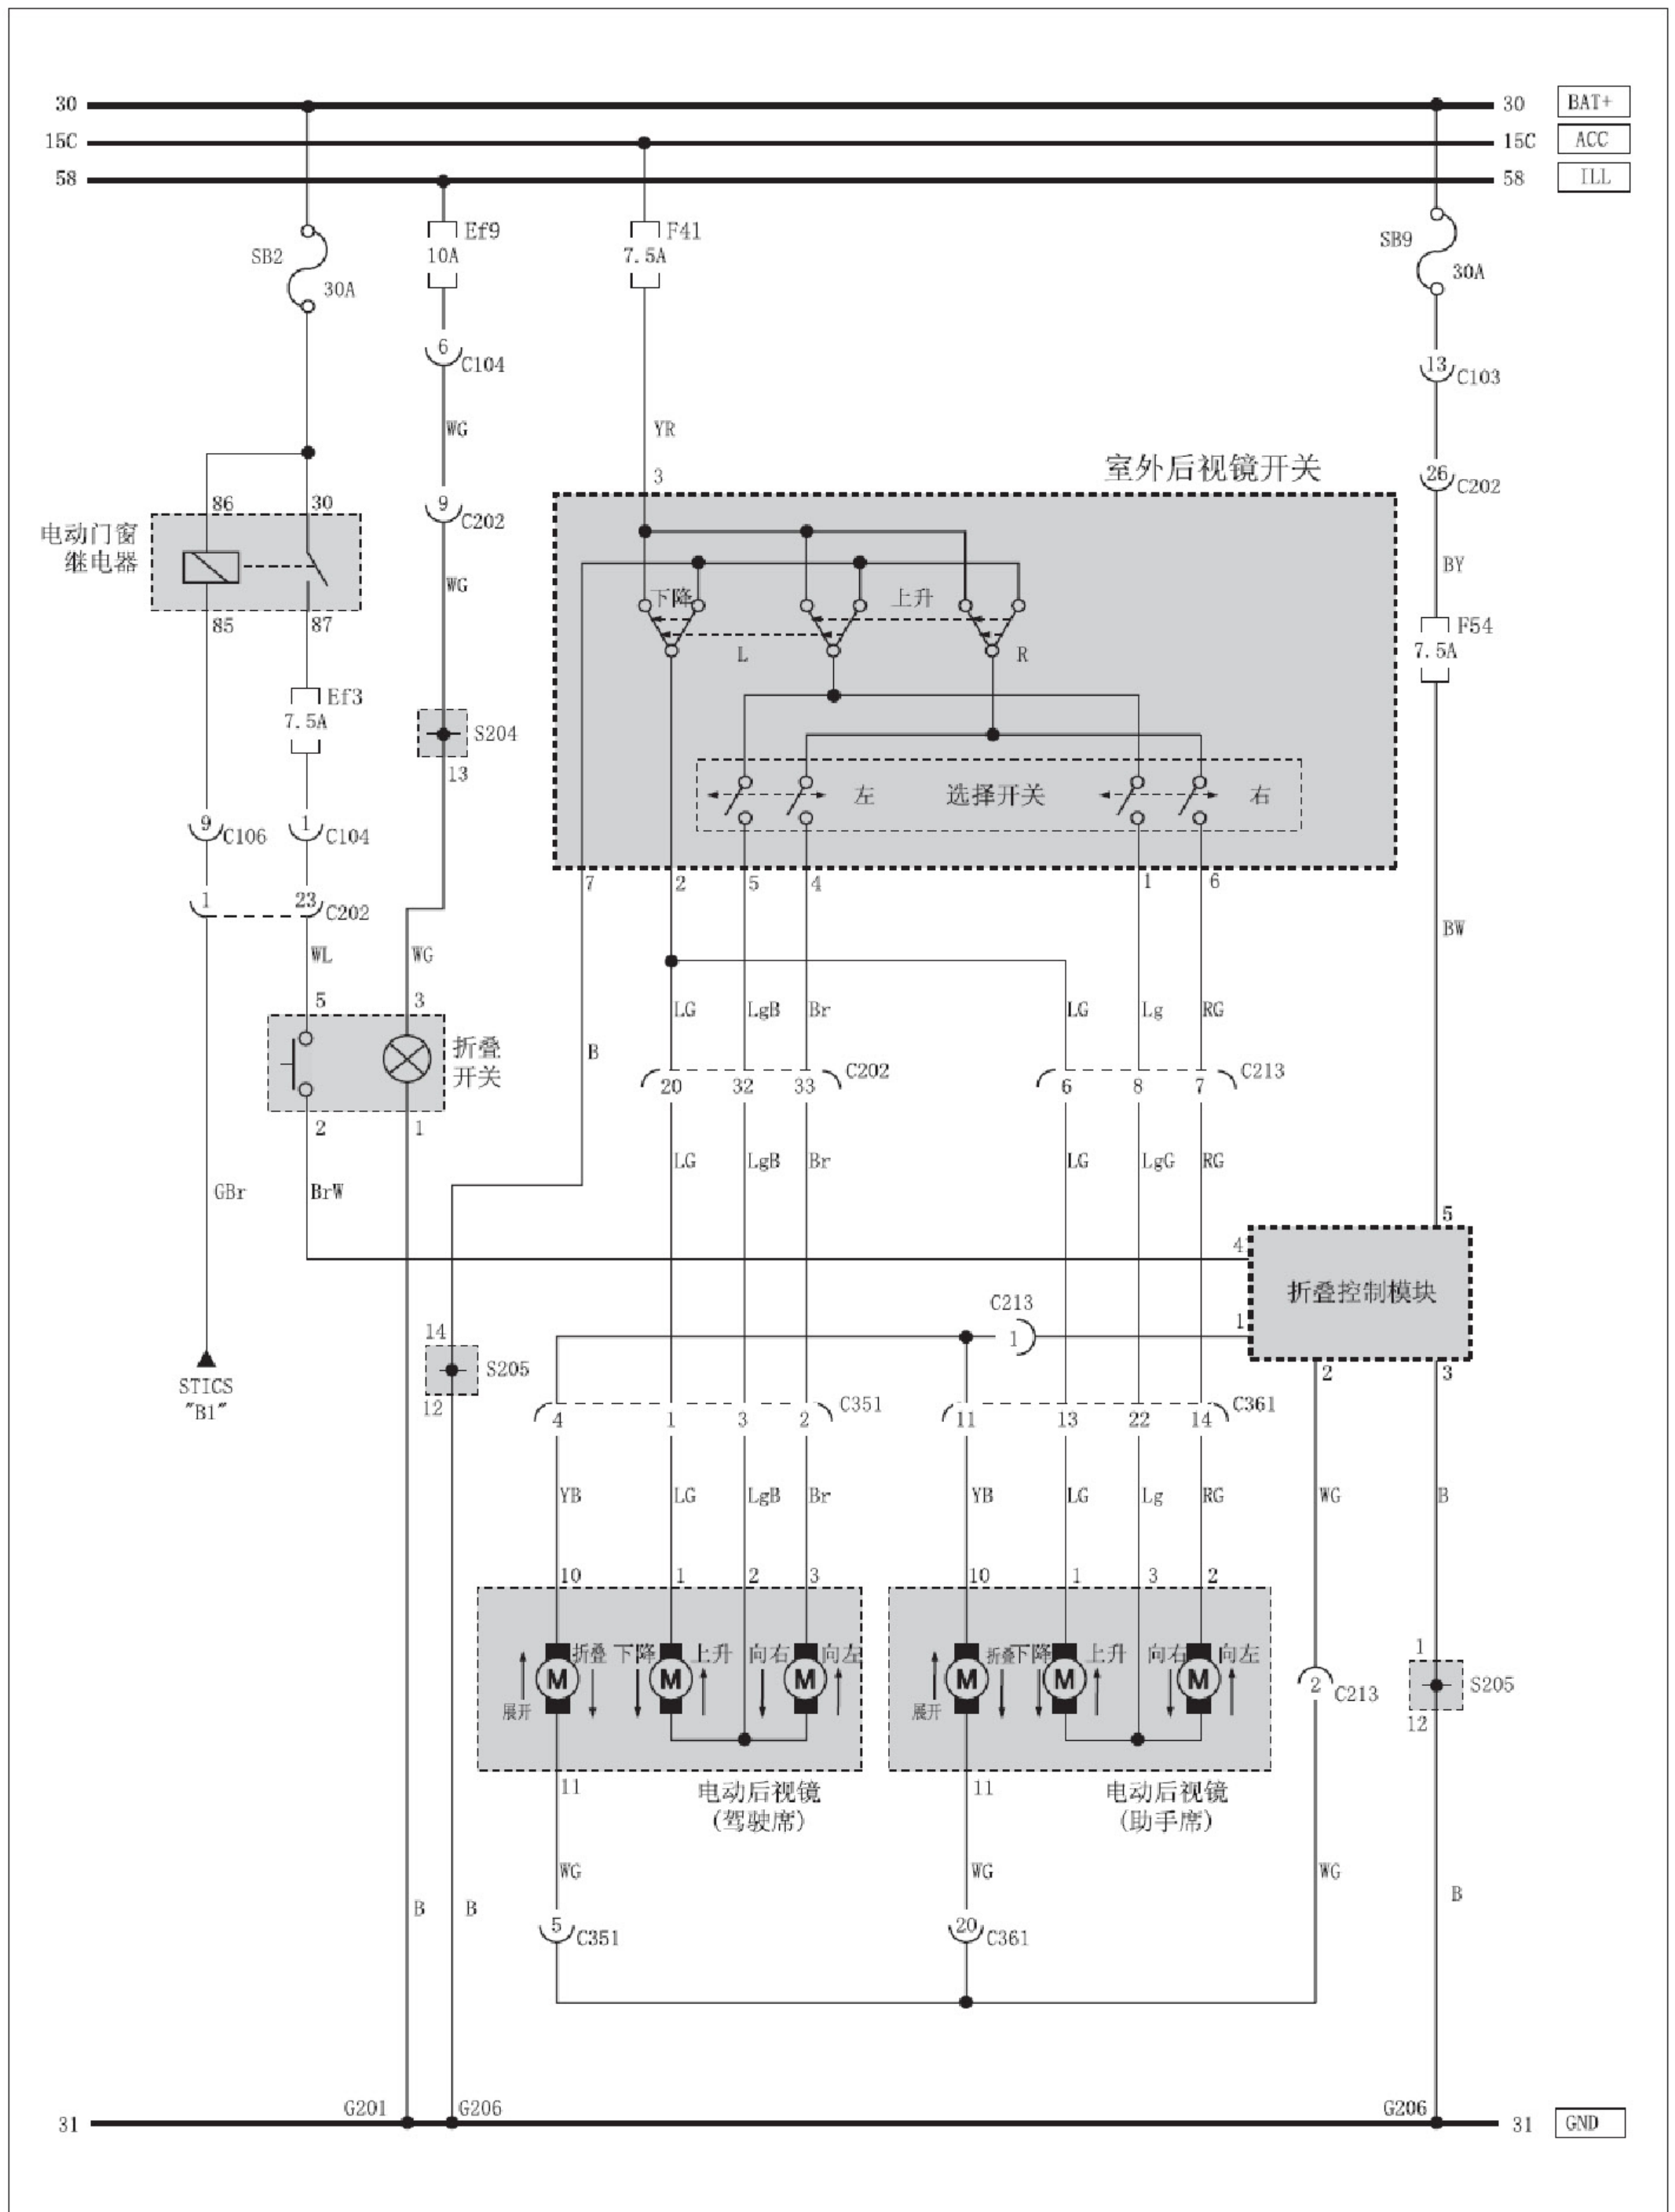 30
30
BAT+
15C
15C
ACC
58
58
ILL
Ef9
10A
F41
7.5A
SB2
30A
SB9
30A
6
C104
13
C103
WG
YR
3
室外后视镜开关
26
C202
86
30
9
C202
电动门窗
继电器
WG
BY
下降
上升
85
87
L
R
F54
7.5A
Ef3
7.5A
S204
13
左
选择开关
右
9
C106
1
C104
7
2
5
4
1
6
1
23
C202
WL
WG
BW
5
3
LG
LgB
Br
LG
Lg
RG
折叠
开关
B
20
32
33
C202
6
8
7
C213
2
1
LG
LgB
Br
LG
LgG
RG
GBr
BrW
5
4
折叠控制模块
C213
1
1
14
S205
12
2
3
STICS
"B1"
4
1
3
2
C351
11
13
22
14
C361
YB
LG
LgB
Br
YB
LG
Lg
RG
WG
B
10
1
2
3
10
1
3
2
折叠
下降
上升
向右
向左
折叠
下降
上升
向右
向左
M
M
M
M
M
M
展开
展开
2
C213
1
S205
12
11
电动后视镜
(驾驶席)
11
电动后视镜
(助手席)
WG
WG
WG
B
B
B
5
C351
20
C361
G201
G206
G206
31
31
GND